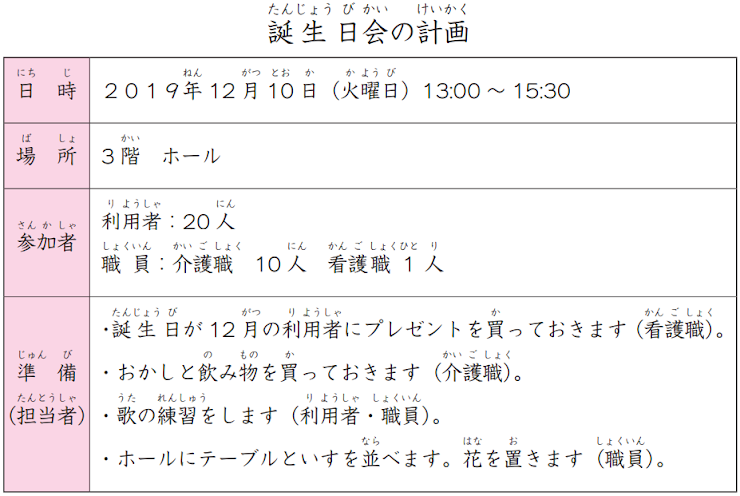 誕生日会の計画
日時 2019年12月10日（火曜日）13:00～15:30
場所 3階　ホール
参加者 利用者：20人
職員：介護職　10人　看護職 1人
準備（担当者） ・誕生日が12月の利用者にプレゼントを買っておきます（看護職）。
・おかしと飲み物を買っておきます（介護職）。
・歌の練習をします（利用者・職員）。
・ホールにテーブルといすを並べます。花を置きます（職員）。